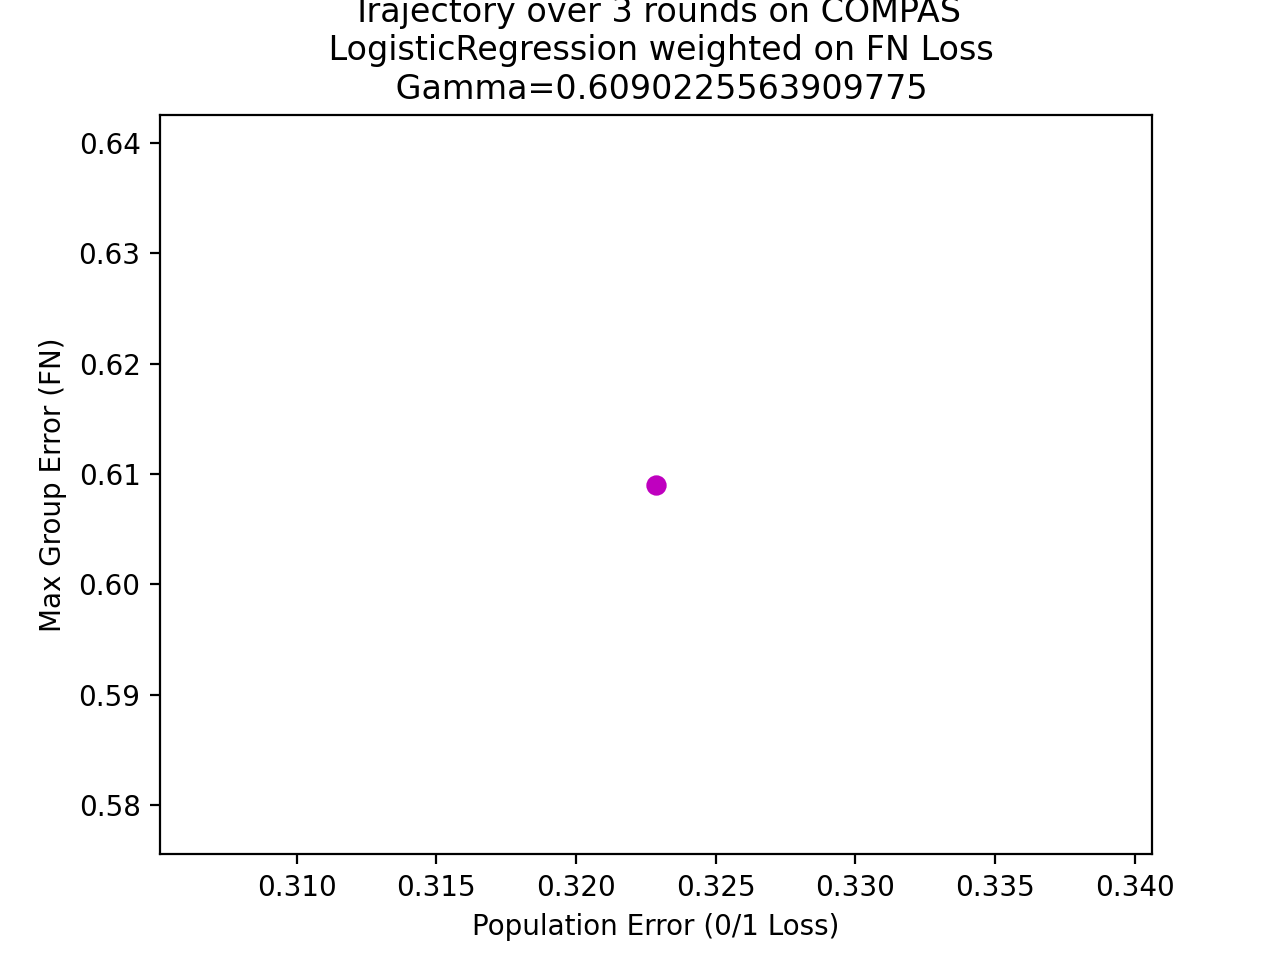 Trajectory over 3 rounds on COMPAS
LogisticRegression weighted on FN Loss
Gamma=0.6090225563909775
0.64
0.63
0.62
0.61
0.60
0.59
0.58
Max Group Error (FN)
0.310 0.315 0.320 0.325 0.330 0.335 0.340
Population Error (0/1 Loss)